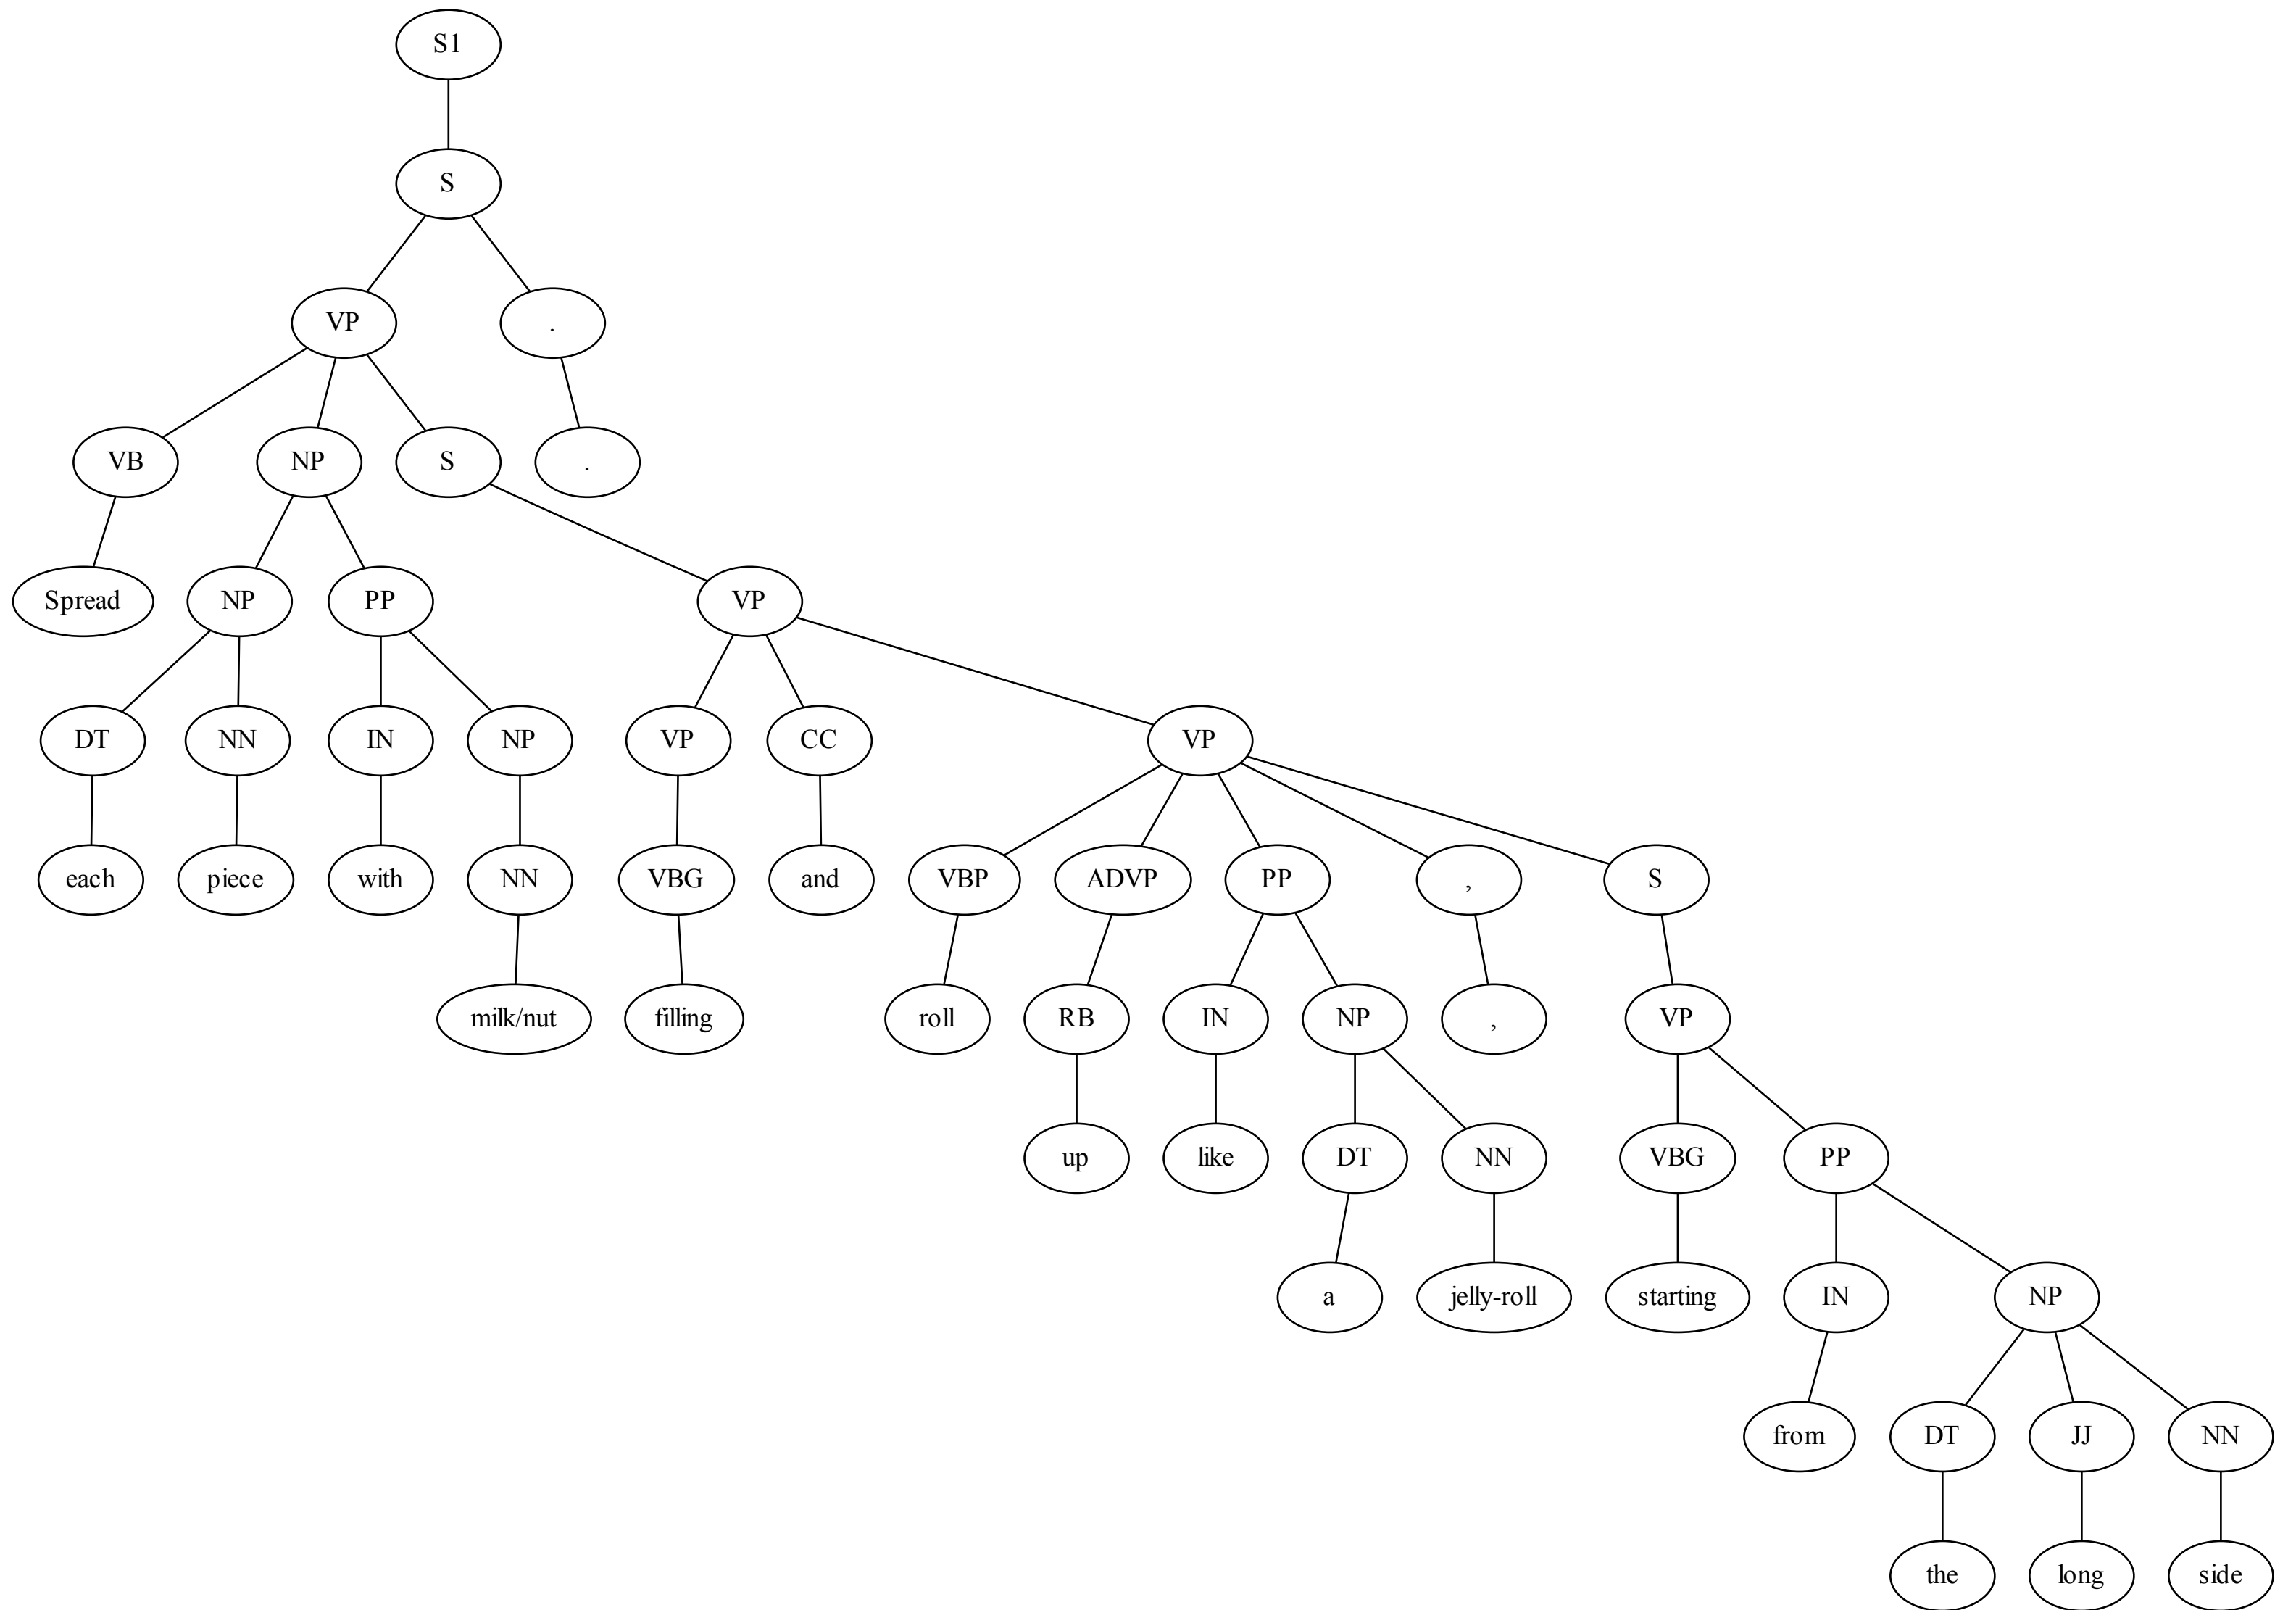 S1
S
VP .
VB NP S .
Spread NP PP VP
DT NN IN NP VP CC VP
each piece with NN VBG and VBP ADVP PP , S
milk/nut filling roll RB IN NP , VP
up like DT NN VBG PP
a jelly-roll starting IN NP
from DT JJ NN
the long side